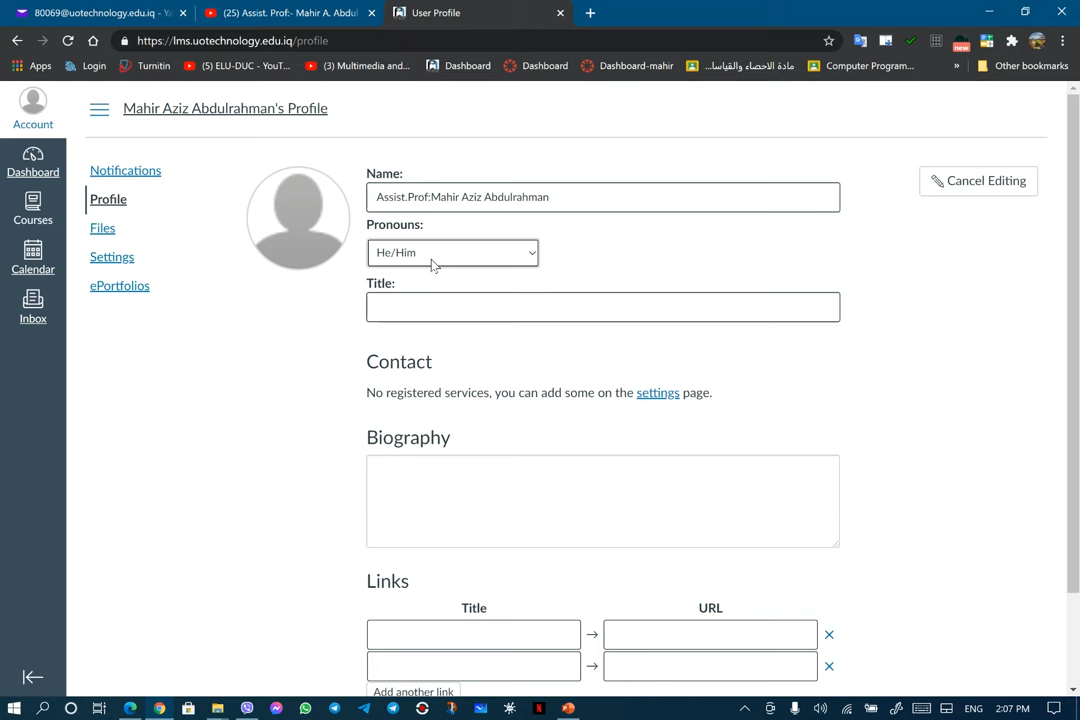 80069@uotechnology.edu.iq - Ya
(25) Assist. Prof:- Mahir A. Abdul
User Profile
https://lms.uotechnology.edu.iq/profile
new
Apps
Login
Turnitin
(5) ELU-DUC - YouT...
(3) Multimedia and...
Dashboard
Dashboard
Dashboard-mahir
مادة الاحصاء والقياسا...
Computer Program...
»
Other bookmarks
Account
Dashboard
Courses
Calendar
Inbox
Mahir Aziz Abdulrahman's Profile
Notifications
Profile
Files
Settings
ePortfolios
Name:
Assist.Prof:Mahir Aziz Abdulrahman
Cancel Editing
Pronouns:
He/Him
Title:
Contact
No registered services, you can add some on the settings page.
Biography
Links
Title
URL
Add another link
ENG
2:07 PM